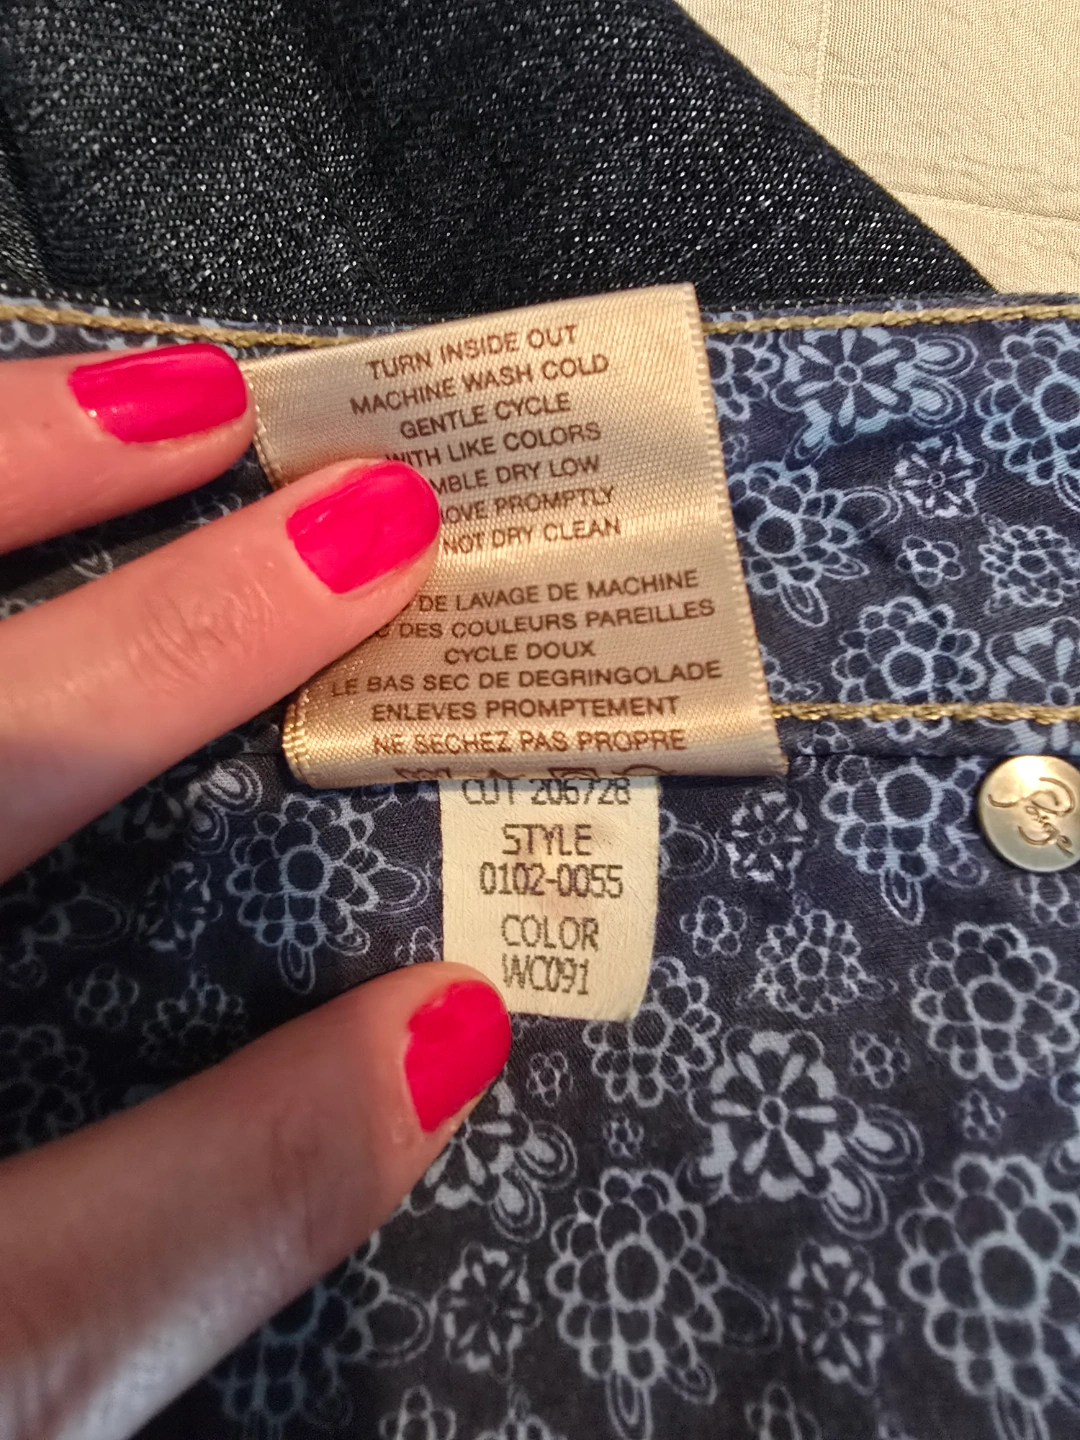 TURN INSIDE OUT
MACHINE WASH COLD
GENTLE CYCLE
WITH LIKE COLORS
MBLE DRY LOW
OVE PROMPTLY
NOT DRY CLEAN
DE LAVAGE DE MACHINE
DES COULEURS PAREILLES
CYCLE DOUX
LE BAS SEC DE DEGRINGOLADE
ENLEVES PROMPTEMENT
NE SECHEZ PAS PROPRE
CUT 206728
STYLE
0102-0055
COLOR
WC091